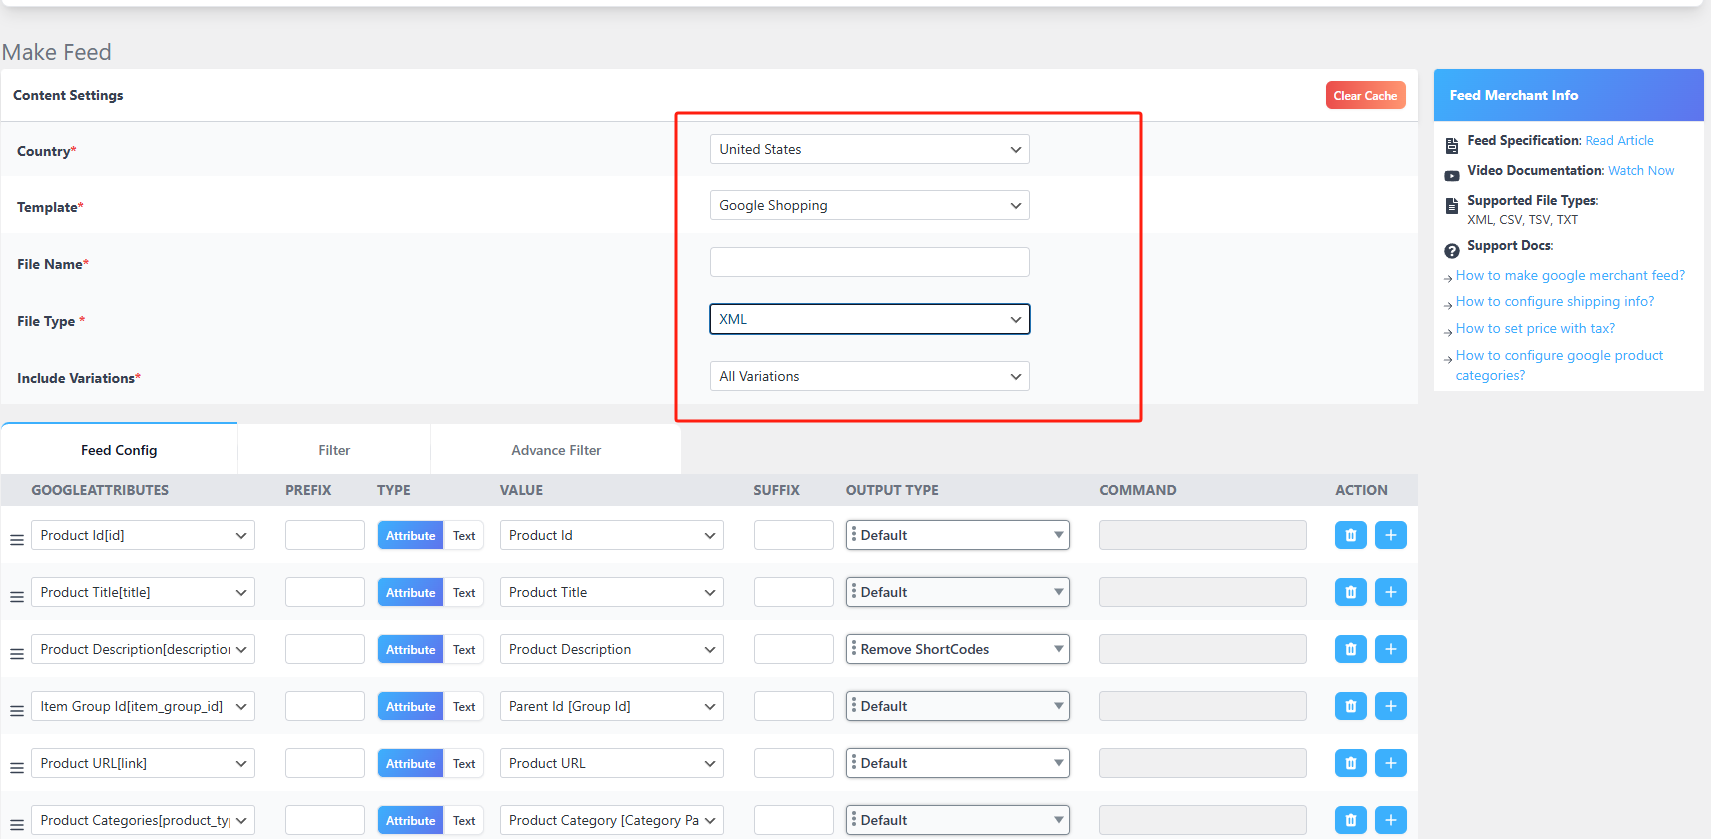 Make Feed
Content Settings
Clear Cache
Country*
United States
Template*
Google Shopping
File Name*
File Type *
XML
Include Variations*
All Variations
Feed Merchant Info
Feed Specification: Read Article
Video Documentation: Watch Now
Supported File Types:
XML, CSV, TSV, TXT
Support Docs:
→ How to make google merchant feed?
→ How to configure shipping info?
→ How to set price with tax?
→ How to configure google product
categories?
Feed Config Filter Advance Filter
GOOGLEATTRIBUTES PREFIX TYPE VALUE SUFFIX OUTPUT TYPE COMMAND ACTION
Product Id[id] Attribute Text Product Id Default
Product Title[title] Attribute Text Product Title Default
Product Description[description Attribute Text Product Description Remove ShortCodes
Item Group Id[item_group_id] Attribute Text Parent Id [Group Id] Default
Product URL[link] Attribute Text Product URL Default
Product Categories[product_ty Attribute Text Product Category [Category Pa Default